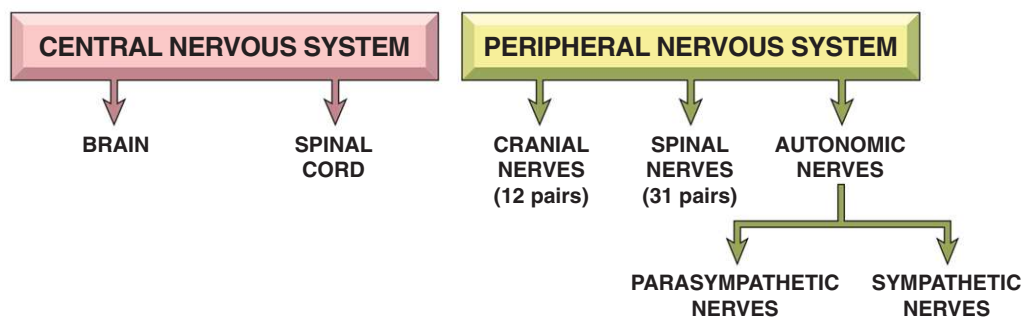 CENTRAL NERVOUS SYSTEM
PERIPHERAL NERVOUS SYSTEM
BRAIN
SPINAL
CORD
CRANIAL
NERVES
(12 pairs)
SPINAL
NERVES
(31 pairs)
AUTONOMIC
NERVES
PARASYMPATHETIC
NERVES
SYMPATHETIC
NERVES